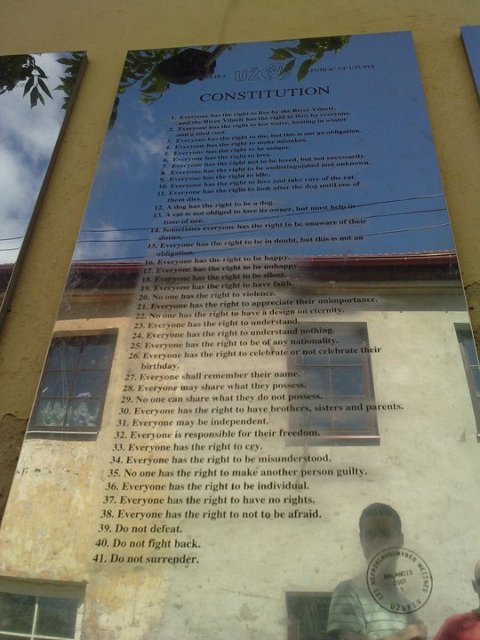 UŽ
PUBLIC OF UŽUPIS
CONSTITUTION
1. Everyone has the right to live by the River Vilnele,
and the River Vilnele has the right to flow by everyone.
2. Everyone has the right to hot water, heating in winter
and a tiled roof.
3. Everyone has the right to die, but this is not an obligation.
4. Everyone has the right to make mistakes.
5. Everyone has the right to be unique.
6. Everyone has the right to love.
7. Everyone has the right not to be loved, but not necessarily.
8. Everyone has the right to be undistinguished and unknown.
9. Everyone has the right to idle.
10. Everyone has the right to love and take care of the cat.
11. Everyone has the right to look after the dog until one of
them dies.
12. A dog has the right to be a dog.
13. A cat is not obliged to love its owner, but must help in
time of nee.
14. Sometimes everyone has the right to be unaware of their
duties.
15. Everyone has the right to be in doubt, but this is not an
obligation.
16. Everyone has the right to be happy.
17. Everyone has the right to be unhappy.
18. Everyone has the right to be silent.
19. Everyone has the right to have faith.
20. No one has the right to violence.
21. Everyone has the right to appreciate their unimportance.
22. No one has the right to have a design on eternity.
23. Everyone has the right to understand.
24. Everyone has the right to understand nothing.
25. Everyone has the right to be of any nationality.
26. Everyone has the right to celebrate or not celebrate their
birthday.
27. Everyone shall remember their name.
28. Everyone may share what they possess.
29. No one can share what they do not possess.
30. Everyone has the right to have brothers, sisters and parents.
31. Everyone may be independent.
32. Everyone is responsible for their freedom.
33. Everyone has the right to cry.
34. Everyone has the right to be misunderstood.
35. No one has the right to make another person guilty.
36. Everyone has the right to be individual.
37. Everyone has the right to have no rights.
38. Everyone has the right to not to be afraid.
39. Do not defeat.
40. Do not fight back.
41. Do not surrender.
BALANDIS
2001
1
UŽUPIS